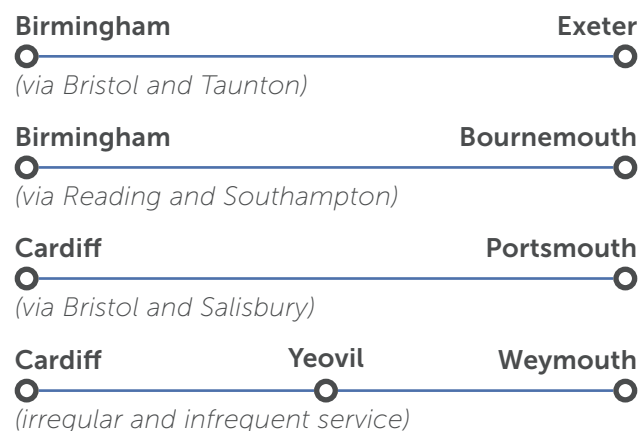 Birmingham Exeter
(via Bristol and Taunton)
Birmingham Bournemouth
(via Reading and Southampton)
Cardiff Portsmouth
(via Bristol and Salisbury)
Cardiff Yeovil Weymouth
(irregular and infrequent service)